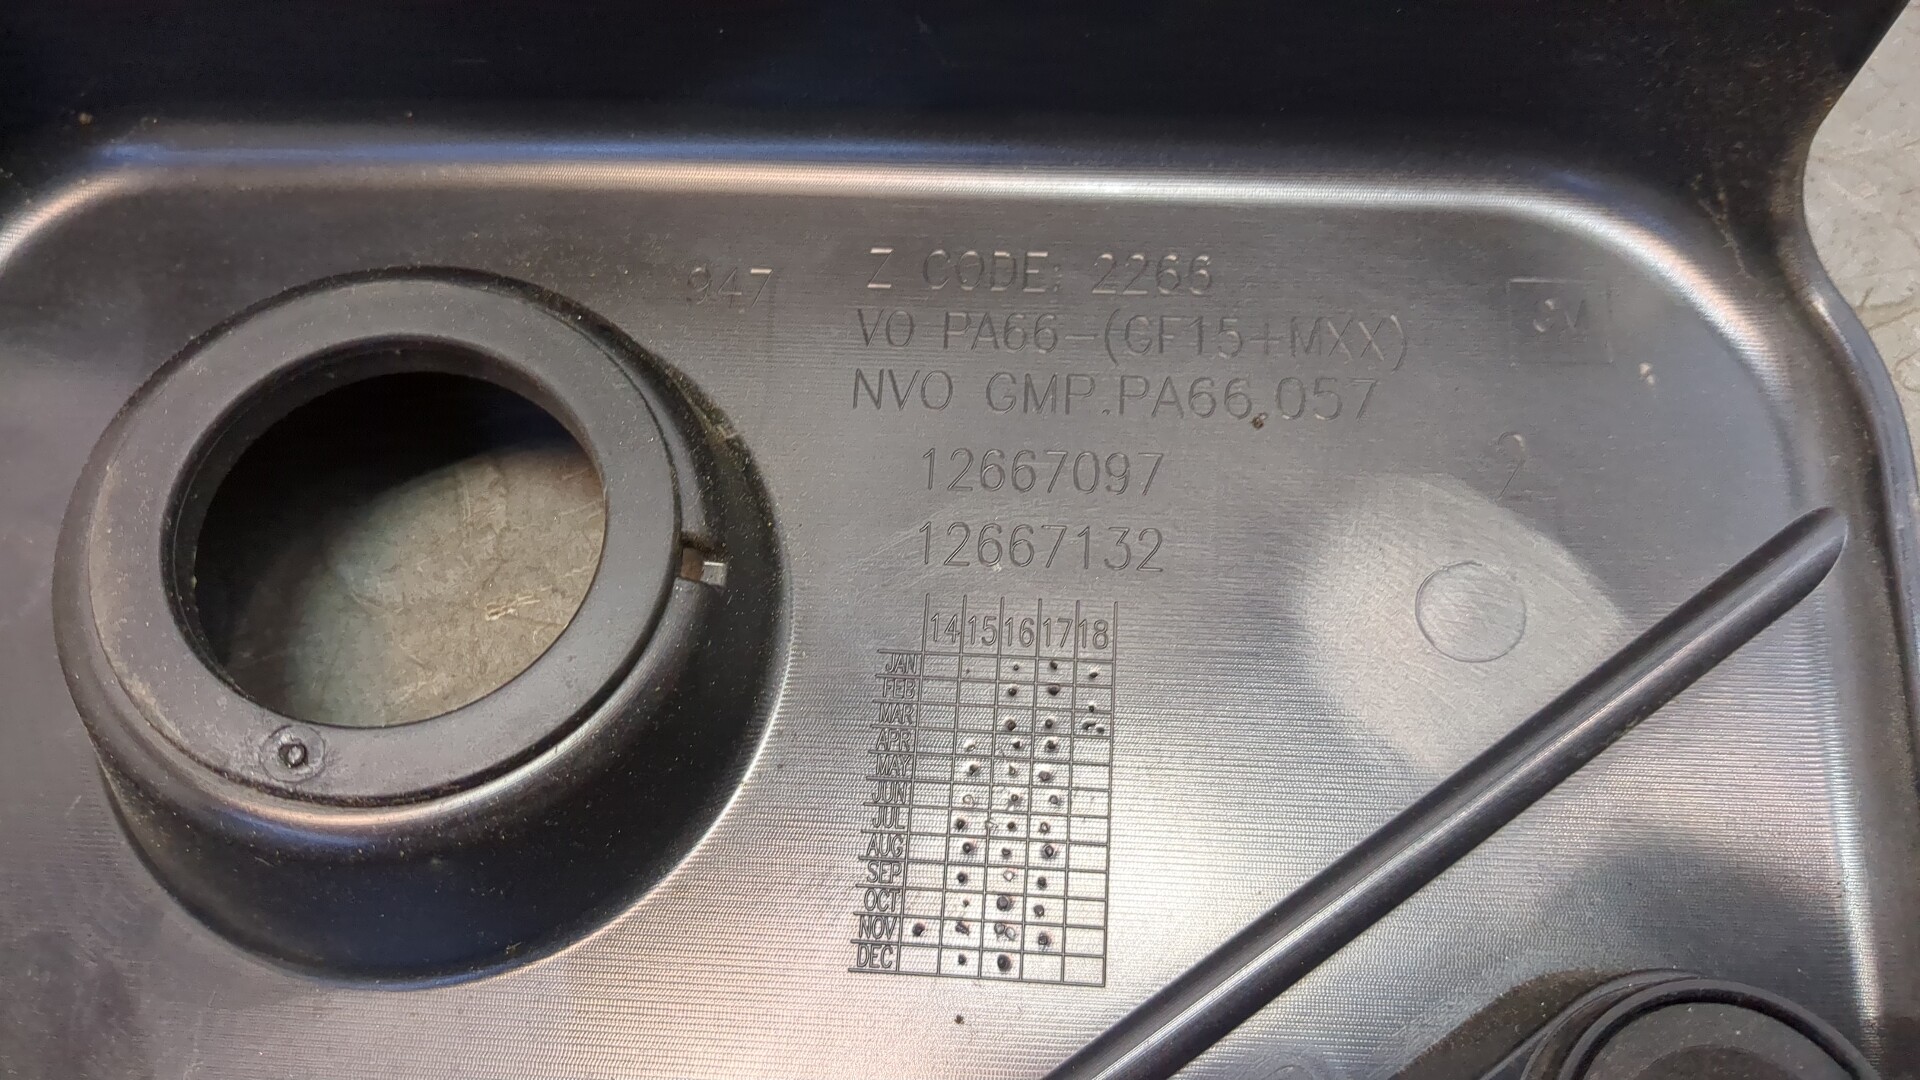 947
Z CODE: 2266
VO PA66-(GF15+MXX)
NVO GMP.PA66.057
12667097
12667132
2
14 15 16 17 18
JAN
FEB
MAR
APR
MAY
JUN
JUL
AUG
SEP
OCT
NOV
DEC